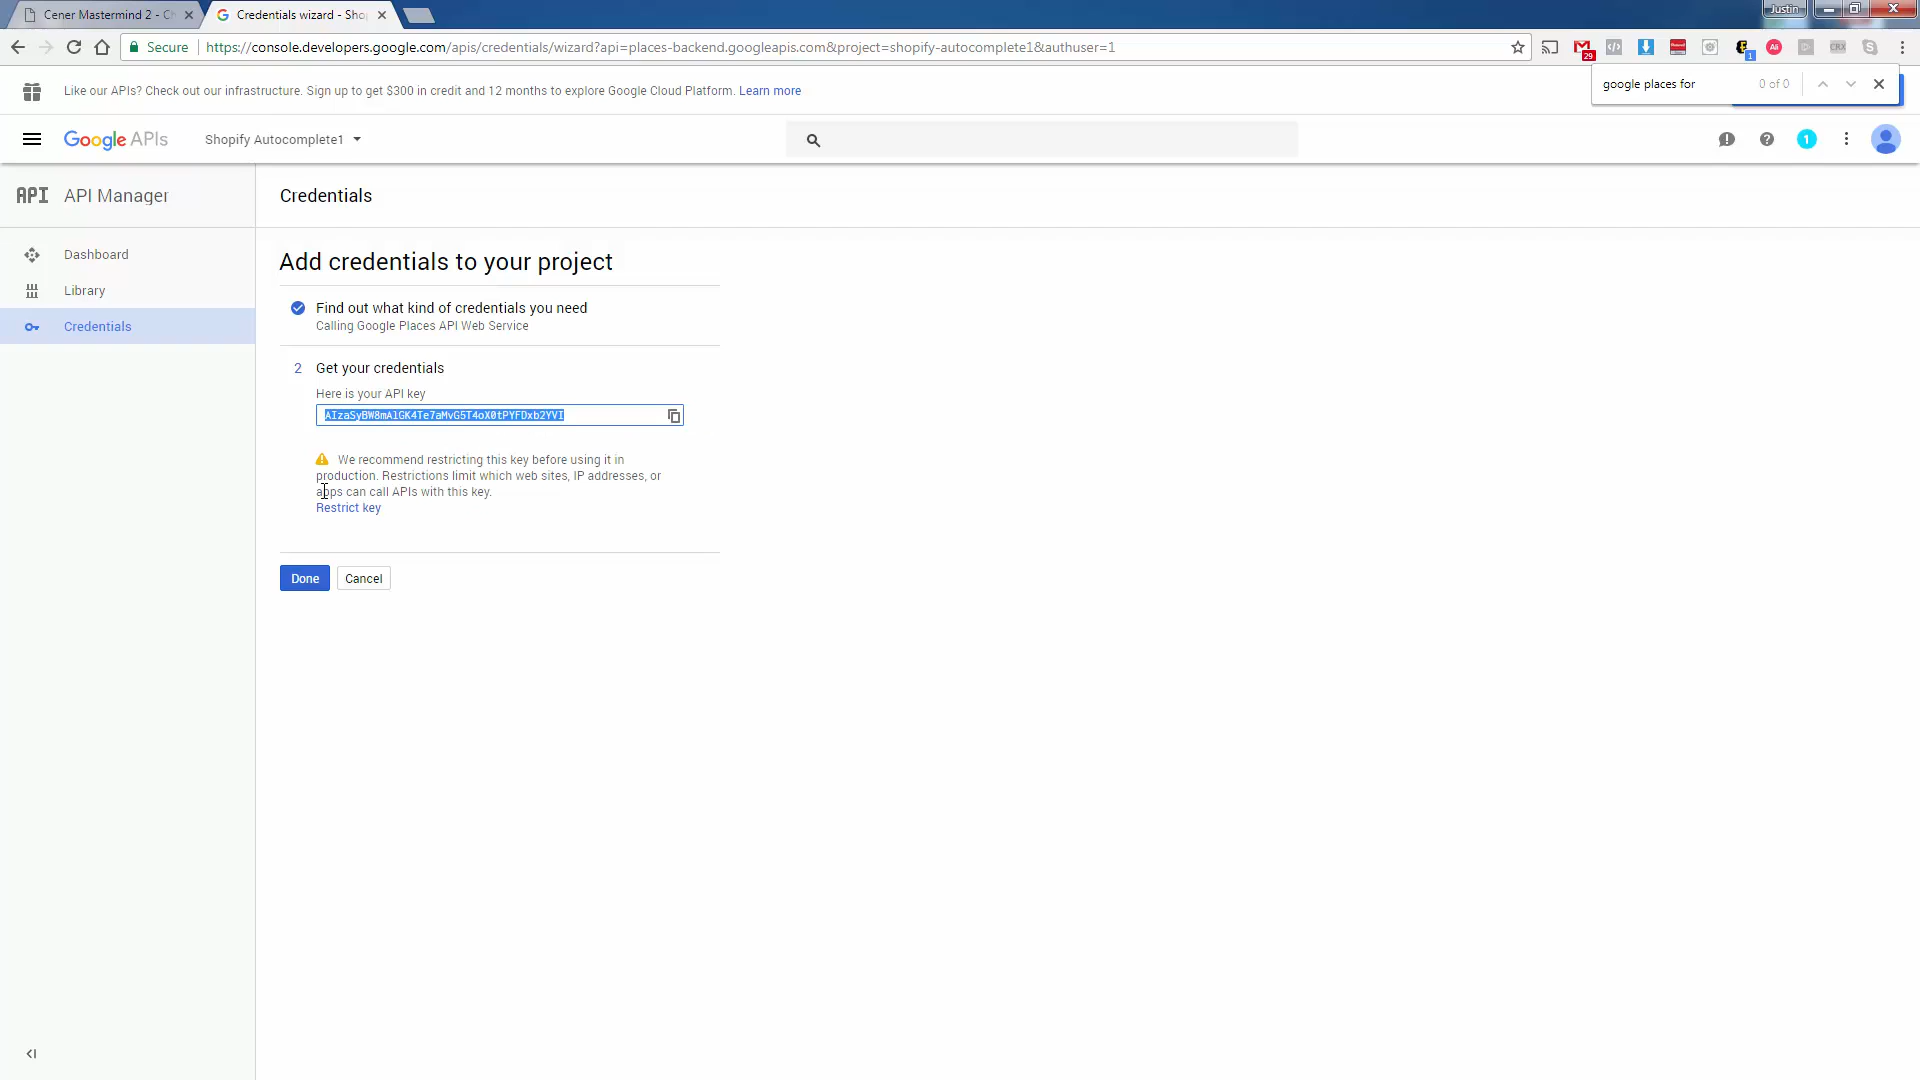 Cener Mastermind 2 - C
Credentials wizard - Sho
Justin
Secure
https://console.developers.google.com/apis/credentials/wizard?api=places-backend.googleapis.com&project=shopify-autocomplete1&authuser=1
29
1
CRX
google places for
0 of 0
Like our APIs? Check out our infrastructure. Sign up to get $300 in credit and 12 months to explore Google Cloud Platform. Learn more
Google APIs
Shopify Autocomplete1
1
API API Manager
Credentials
Dashboard
Library
Credentials
Add credentials to your project
Find out what kind of credentials you need
Calling Google Places API Web Service
2 Get your credentials
Here is your API key
AIzaSyBW8mAlGK4Te7aMvG5T4oX0tPYFDxb2YVI
We recommend restricting this key before using it in
production. Restrictions limit which web sites, IP addresses, or
apps can call APIs with this key.
Restrict key
Done
Cancel